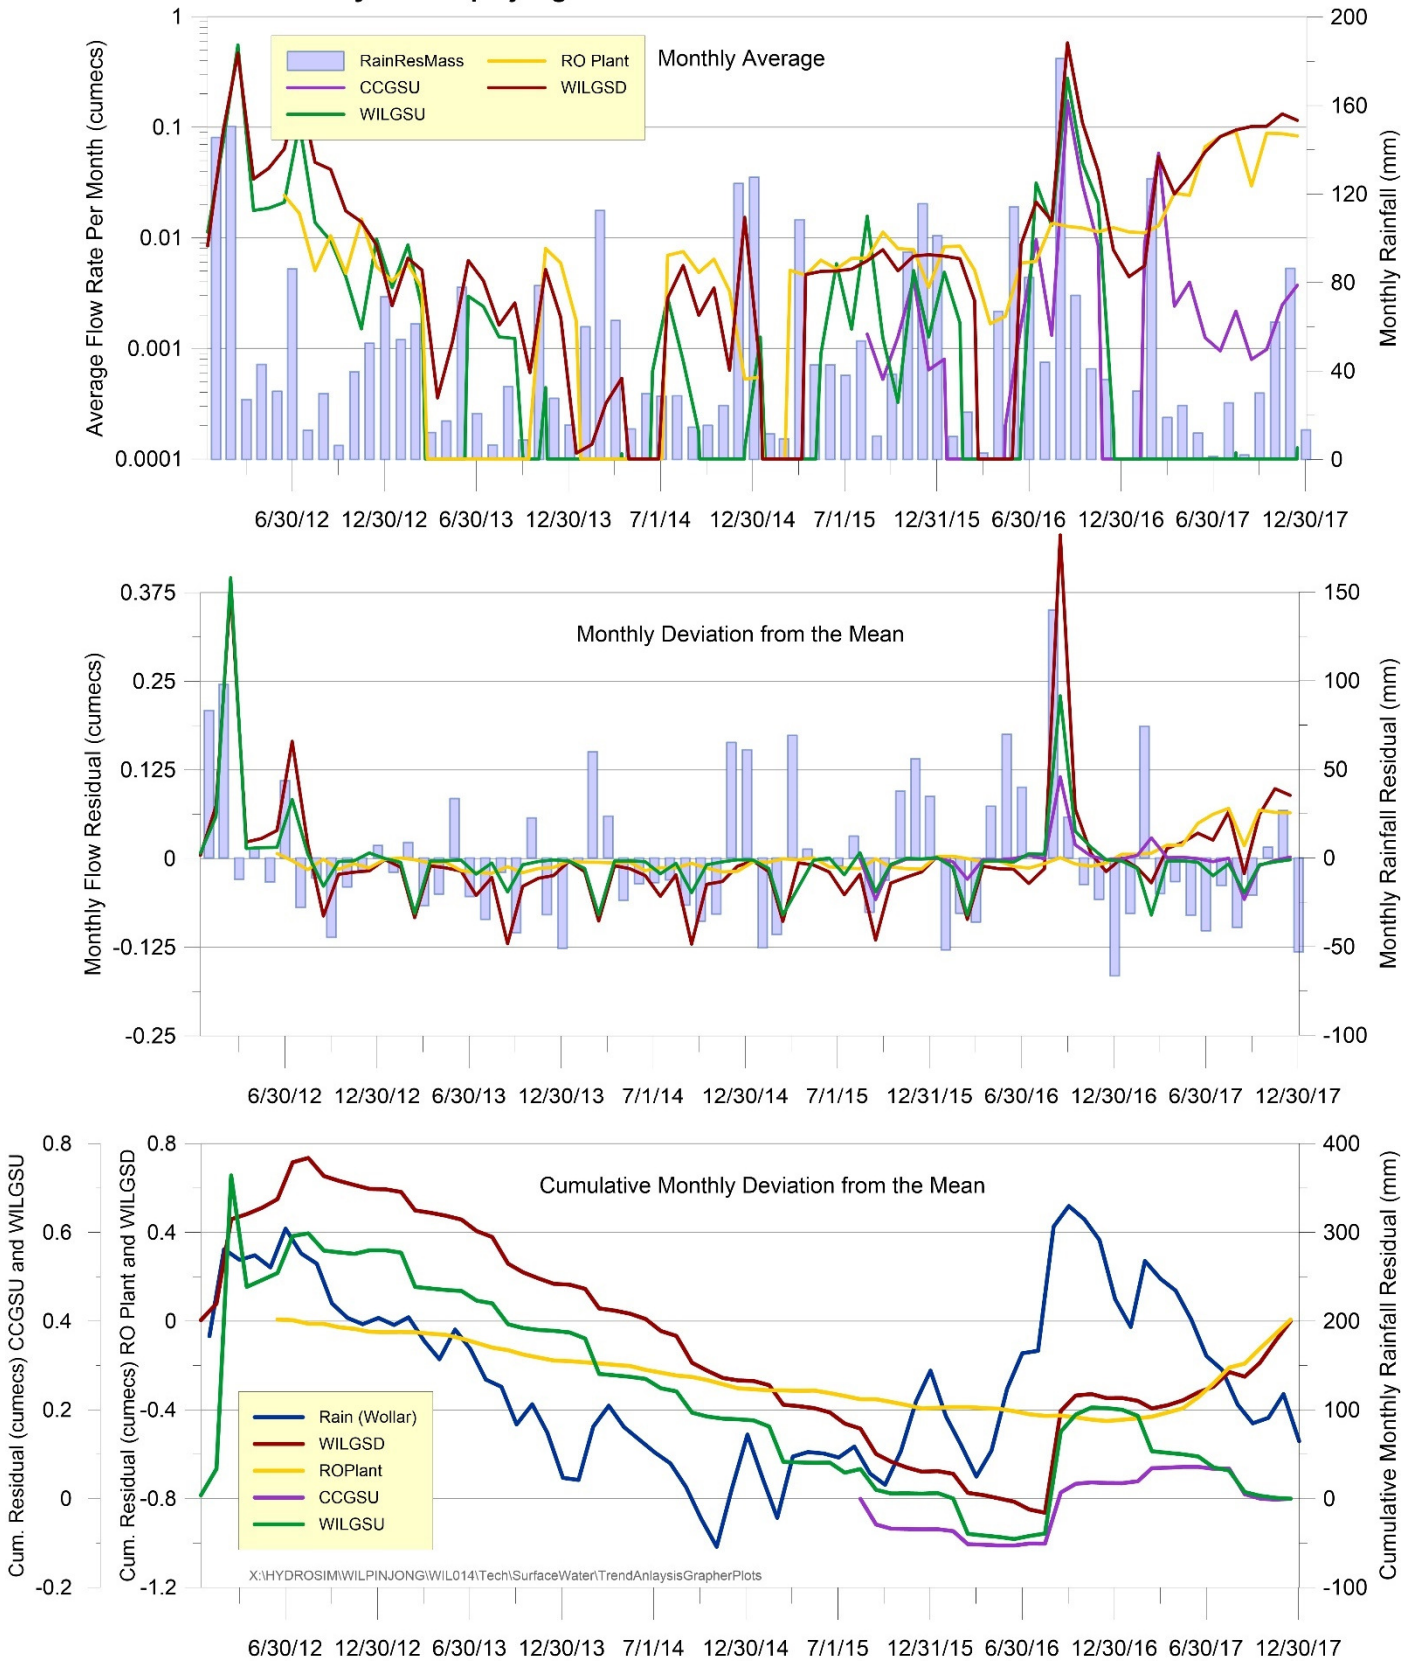 1
200
Monthly Average
RainResMass
RO Plant
CCGSU
WILGSD
WILGSU
Average Flow Rate Per Month (cumecs)
Monthly Rainfall (mm)
0.1
160
120
0.01
80
0.001
40
0.0001
0
6/30/12 12/30/12 6/30/13 12/30/13 7/1/14 12/30/14 7/1/15 12/31/15 6/30/16 12/30/16 6/30/17 12/30/17
Monthly Deviation from the Mean
Monthly Flow Residual (cumecs)
Monthly Rainfall Residual (mm)
0.375
150
0.25
100
0.125
50
0
0
-0.125
-50
-0.25
-100
6/30/12 12/30/12 6/30/13 12/30/13 7/1/14 12/30/14 7/1/15 12/31/15 6/30/16 12/30/16 6/30/17 12/30/17
Cumulative Monthly Deviation from the Mean
Cum. Residual (cumecs) CCGSU and WILGSU
Cum. Residual (cumecs) RO Plant and WILGSD
Cumulative Monthly Rainfall Residual (mm)
0.8 0.8 400
0.6 0.4 300
0.4 0 200
0.2 -0.4 100
0 -0.8 0
-0.2 -1.2 -100
Rain (Wollar)
WILGSD
ROPlant
CCGSU
WILGSU
X:\HYDROSIM\WILPINJONG\WIL014\Tech\SurfaceWater\TrendAnlaysisGrapherPlots
6/30/12 12/30/12 6/30/13 12/30/13 7/1/14 12/30/14 7/1/15 12/31/15 6/30/16 12/30/16 6/30/17 12/30/17